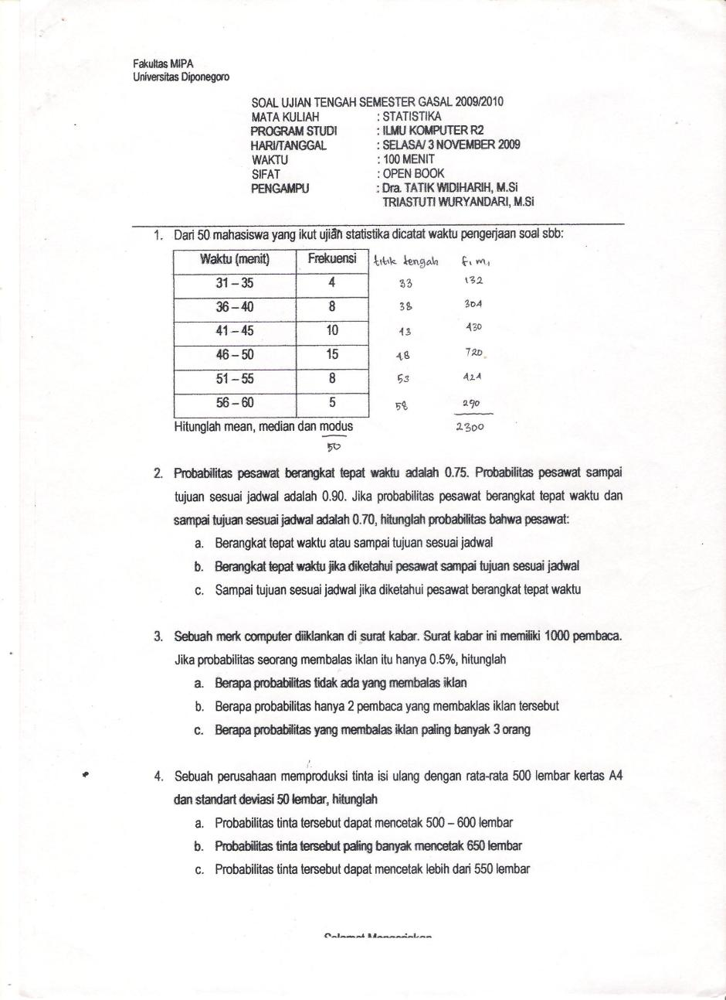 Fakultas MIPA
Universitas Diponegoro
SOAL UJIAN TENGAH SEMESTER GASAL 2009/2010
MATA KULIAH : STATISTIKA
PROGRAM STUDI : ILMU KOMPUTER R2
HARI/TANGGAL : SELASA/ 3 NOVEMBER 2009
WAKTU : 100 MENIT
SIFAT : OPEN BOOK
PENGAMPU : Dra. TATIK WIDIHARIH, M.Si
TRIASTUTI WURYANDARI, M.Si
1. Dari 50 mahasiswa yang ikut ujian statistika dicatat waktu pengerjaan soal sbb:
Waktu (menit) Frekuensi titik tengah fi mi
31 – 35 4 33 132
36 – 40 8 38 304
41 – 45 10 43 430
46 – 50 15 48 720
51 – 55 8 53 424
56 – 60 5 58 290
Hitunglah mean, median dan modus 2300
50
2. Probabilitas pesawat berangkat tepat waktu adalah 0.75. Probabilitas pesawat sampai
tujuan sesuai jadwal adalah 0.90. Jika probabilitas pesawat berangkat tepat waktu dan
sampai tujuan sesuai jadwal adalah 0.70, hitunglah probabilitas bahwa pesawat:
a. Berangkat tepat waktu atau sampai tujuan sesuai jadwal
b. Berangkat tepat waktu jika diketahui pesawat sampai tujuan sesuai jadwal
c. Sampai tujuan sesuai jadwal jika diketahui pesawat berangkat tepat waktu
3. Sebuah merk computer diiklankan di surat kabar. Surat kabar ini memiliki 1000 pembaca.
Jika probabilitas seorang membalas iklan itu hanya 0.5%, hitunglah
a. Berapa probabilitas tidak ada yang membalas iklan
b. Berapa probabilitas hanya 2 pembaca yang membaklas iklan tersebut
c. Berapa probabilitas yang membalas iklan paling banyak 3 orang
4. Sebuah perusahaan memproduksi tinta isi ulang dengan rata-rata 500 lembar kertas A4
dan standart deviasi 50 lembar, hitunglah
a. Probabilitas tinta tersebut dapat mencetak 500 – 600 lembar
b. Probabilitas tinta tersebut paling banyak mencetak 650 lembar
c. Probabilitas tinta tersebut dapat mencetak lebih dari 550 lembar